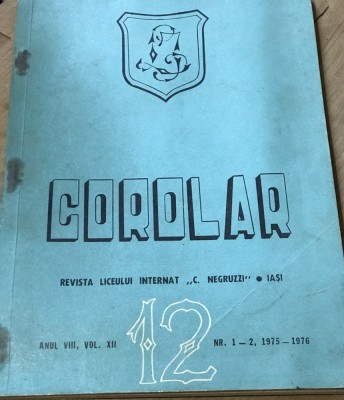 COROLAR
REVISTA LICEULUI INTERNAT „C. NEGRUZZI" ● IAȘI
12
ANUL VIII, VOL. XII NR. 1 — 2, 1975 — 1976